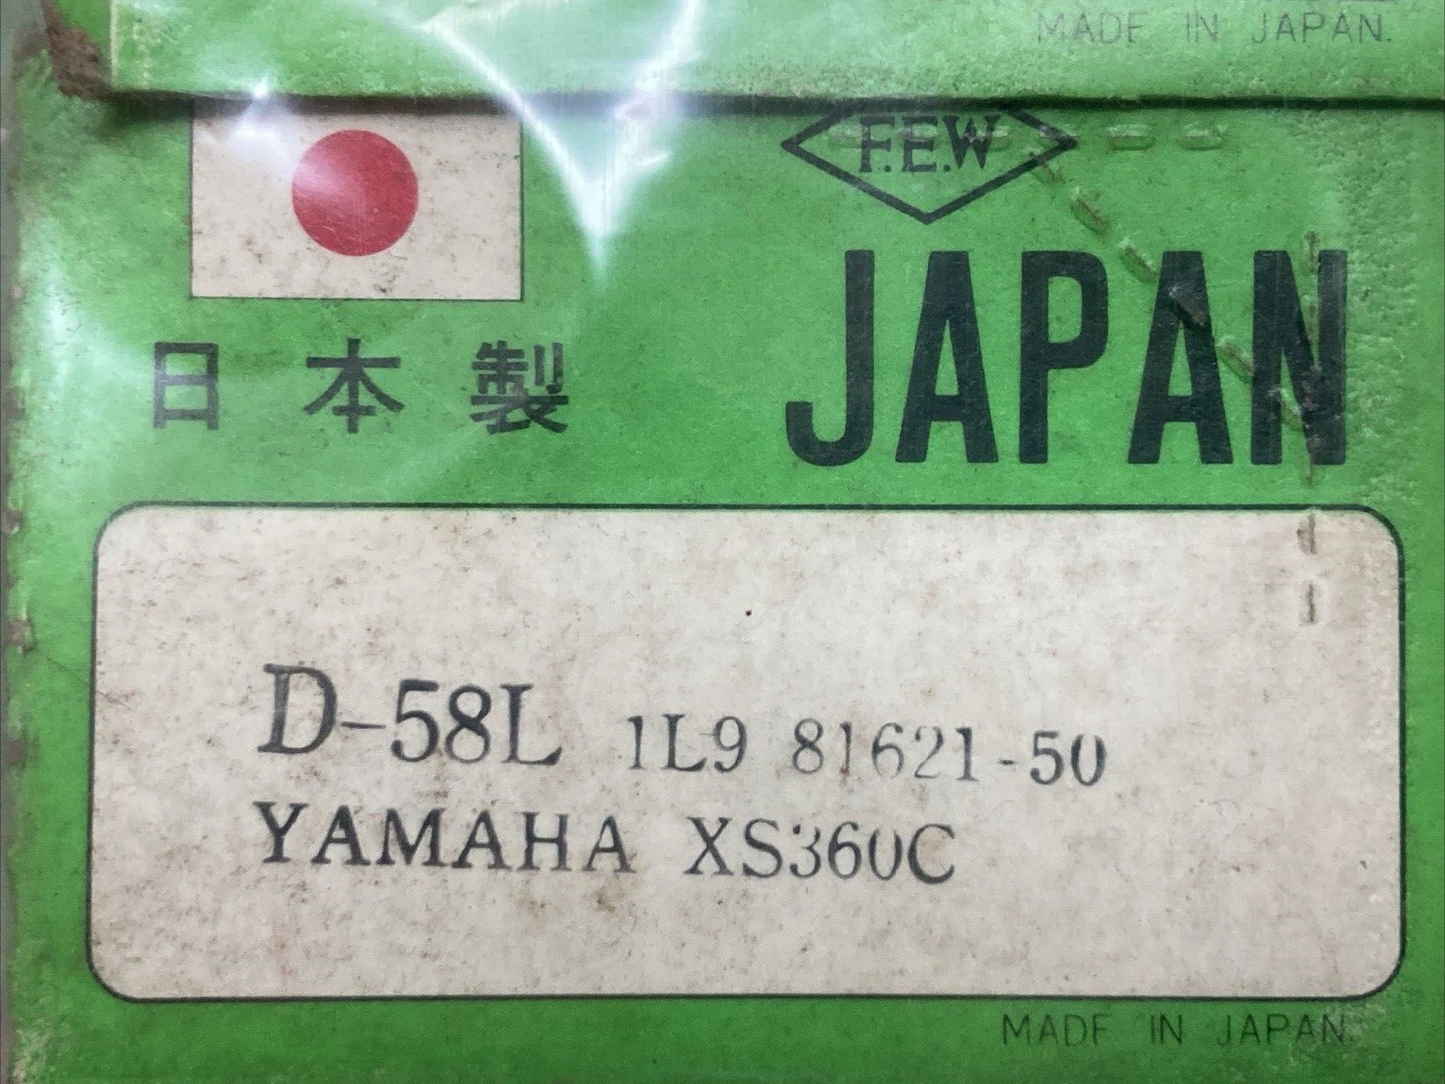 MADE IN JAPAN.
F.E.W
JAPAN
日本製
D-58L 1L9 81621-50
YAMAHA XS360C
MADE IN JAPAN.